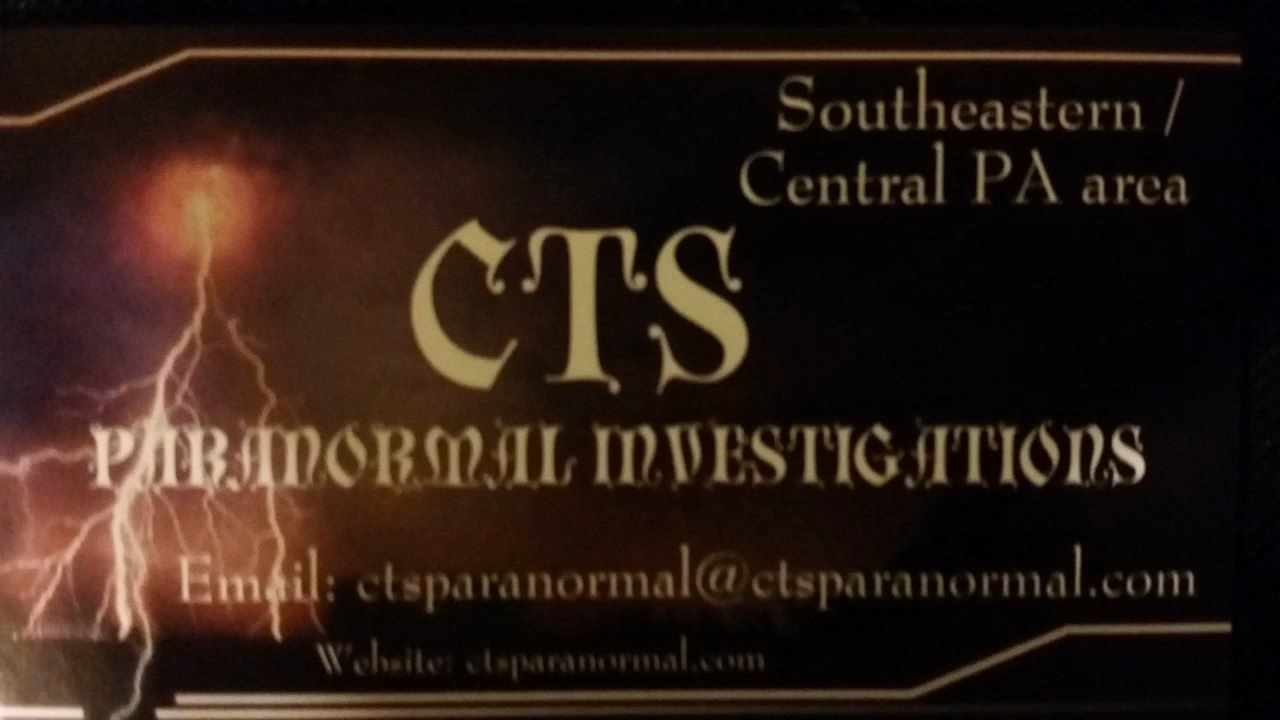 Southeastern /
Central PA area
CTS
PARANORMAL INVESTIGATIONS
Email: ctsparanormal@ctsparanormal.com
Website: ctsparanormal.com